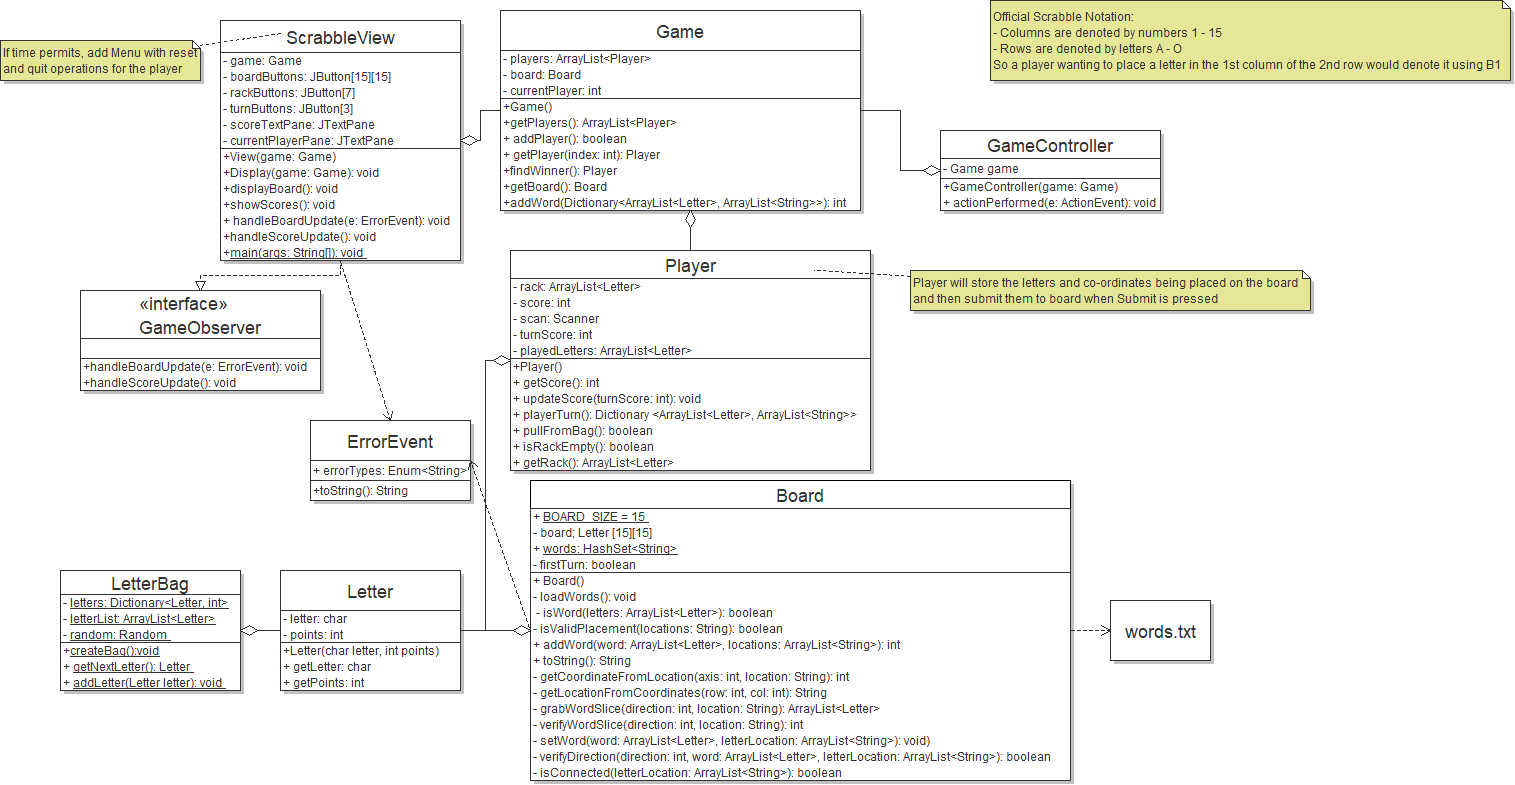 If time permits, add Menu with reset
and quit operations for the player
ScrabbleView
- game: Game
- boardButtons: JButton[15][15]
- rackButtons: JButton[7]
- turnButtons: JButton[3]
- scoreTextPane: JTextPane
- currentPlayerPane: JTextPane
+View(game: Game)
+Display(game: Game): void
+displayBoard(): void
+showScores(): void
+ handleBoardUpdate(e: ErrorEvent): void
+handleScoreUpdate(): void
+main(args: String[]): void
Game
- players: ArrayList<Player>
- board: Board
- currentPlayer: int
+Game()
+getPlayers(): ArrayList<Player>
+ addPlayer(): boolean
+ getPlayer(index: int): Player
+findWinner(): Player
+getBoard(): Board
+addWord(Dictionary<ArrayList<Letter>, ArrayList<String>>): int
Official Scrabble Notation:
- Columns are denoted by numbers 1 - 15
- Rows are denoted by letters A - O
So a player wanting to place a letter in the 1st column of the 2nd row would denote it using B1
GameController
- Game game
+GameController(game: Game)
+ actionPerformed(e: ActionEvent): void
«interface»
GameObserver
+handleBoardUpdate(e: ErrorEvent): void
+handleScoreUpdate(): void
Player
- rack: ArrayList<Letter>
- score: int
- scan: Scanner
- turnScore: int
- playedLetters: ArrayList<Letter>
+Player()
+ getScore(): int
+ updateScore(turnScore: int): void
+ playerTurn(): Dictionary <ArrayList<Letter>, ArrayList<String>>
+ pullFromBag(): boolean
+ isRackEmpty(): boolean
+ getRack(): ArrayList<Letter>
Player will store the letters and co-ordinates being placed on the board
and then submit them to board when Submit is pressed
ErrorEvent
+ errorTypes: Enum<String>
+toString(): String
Board
+ BOARD_SIZE = 15
- board; Letter [15][15]
+ words: HashSet<String>
- firstTurn: boolean
+ Board()
- loadWords(): void
- isWord(letters: ArrayList<Letter>): boolean
- isValidPlacement(locations: String): boolean
+ addWord(word: ArrayList<Letter>, locations: ArrayList<String>): int
+ toString(): String
- getCoordinateFromLocation(axis: int, location: String): int
- getLocationFromCoordinates(row: int, col: int): String
- grabWordSlice(direction: int, location: String): ArrayList<Letter>
- verifyWordSlice(direction: int, location: String): int
- setWord(word: ArrayList<Letter>, letterLocation: ArrayList<String>): void)
- verifyDirection(direction: int, word: ArrayList<Letter>, letterLocation: ArrayList<String>): boolean
- isConnected(letterLocation: ArrayList<String>): boolean
LetterBag
- letters: Dictionary<Letter, int>
- letterList: ArrayList<Letter>
- random: Random
+createBag():void
+ getNextLetter(): Letter
+ addLetter(Letter letter): void
Letter
- letter: char
- points: int
+Letter(char letter, int points)
+ getLetter: char
+ getPoints: int
words.txt